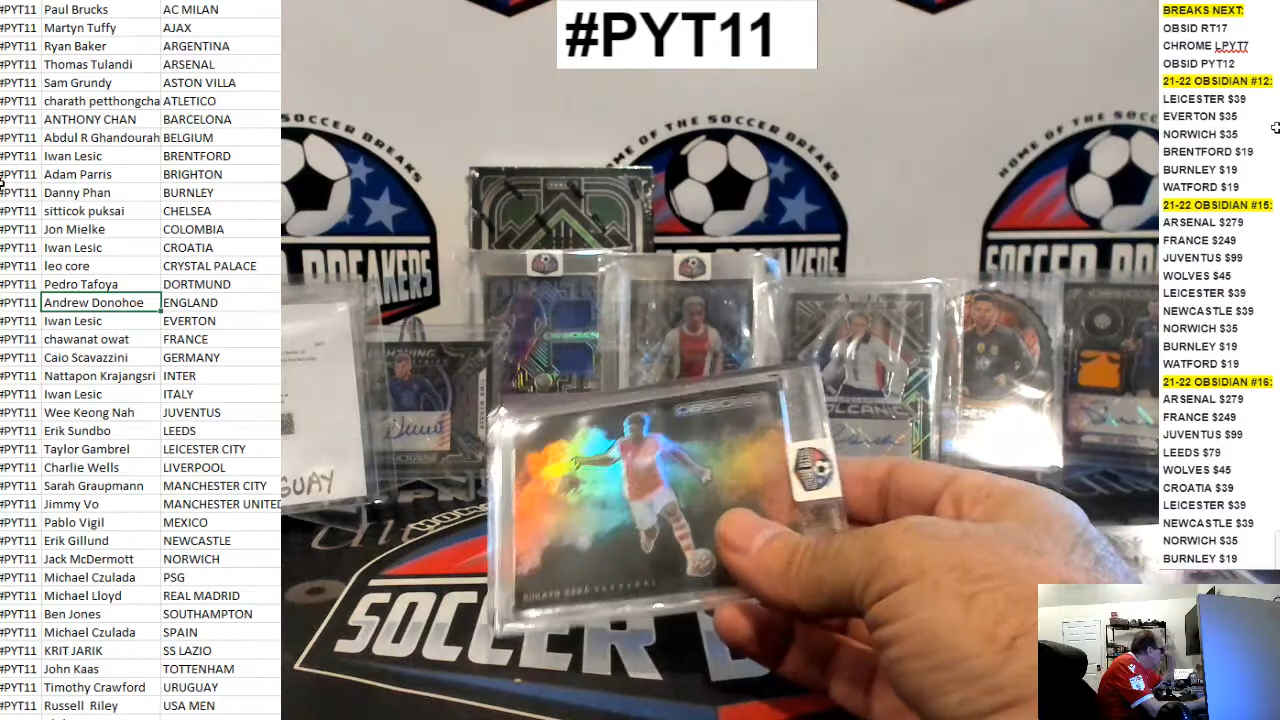 #PYT11 Paul Brucks AC MILAN
#PYT11 Martyn Tuffy AJAX
#PYT11 Ryan Baker ARGENTINA
#PYT11 Thomas Tulandi ARSENAL
#PYT11 Sam Grundy ASTON VILLA
#PYT11 charath petthongcha ATLETICO
#PYT11 ANTHONY CHAN BARCELONA
#PYT11 Abdul R Ghandourah BELGIUM
#PYT11 Iwan Lesic BRENTFORD
#PYT11 Adam Parris BRIGHTON
#PYT11 Danny Phan BURNLEY
#PYT11 sitticok puksai CHELSEA
#PYT11 Jon Mielke COLOMBIA
#PYT11 Iwan Lesic CROATIA
#PYT11 leo core CRYSTAL PALACE
#PYT11 Pedro Tafoya DORTMUND
#PYT11 Andrew Donohoe ENGLAND
#PYT11 Iwan Lesic EVERTON
#PYT11 chawanat owat FRANCE
#PYT11 Caio Scavazzini GERMANY
#PYT11 Nattapon Krajangsri INTER
#PYT11 Iwan Lesic ITALY
#PYT11 Wee Keong Nah JUVENTUS
#PYT11 Erik Sundbo LEEDS
#PYT11 Taylor Gambrel LEICESTER CITY
#PYT11 Charlie Wells LIVERPOOL
#PYT11 Sarah Graupmann MANCHESTER CITY
#PYT11 Jimmy Vo MANCHESTER UNITED
#PYT11 Pablo Vigil MEXICO
#PYT11 Erik Gillund NEWCASTLE
#PYT11 Jack McDermott NORWICH
#PYT11 Michael Czulada PSG
#PYT11 Michael Lloyd REAL MADRID
#PYT11 Ben Jones SOUTHAMPTON
#PYT11 Michael Czulada SPAIN
#PYT11 KRIT JARIK SS LAZIO
#PYT11 John Kaas TOTTENHAM
#PYT11 Timothy Crawford URUGUAY
#PYT11 Russell Riley USA MEN
#PYT11
HOME OF THE SOCCER BREAKS
SOCCER BREAKERS
GUAY
SOCCER B
BREAKS NEXT:
OBSID RT17
CHROME LPYT7
OBSID PYT12
21-22 OBSIDIAN #12:
LEICESTER $39
EVERTON $35
NORWICH $35
BRENTFORD $19
BURNLEY $19
WATFORD $19
21-22 OBSIDIAN #15:
ARSENAL $279
FRANCE $249
JUVENTUS $99
WOLVES $45
LEICESTER $39
NEWCASTLE $39
NORWICH $35
BURNLEY $19
WATFORD $19
21-22 OBSIDIAN #16:
ARSENAL $279
FRANCE $249
JUVENTUS $99
LEEDS $79
WOLVES $45
CROATIA $39
LEICESTER $39
NEWCASTLE $39
NORWICH $35
BURNLEY $19